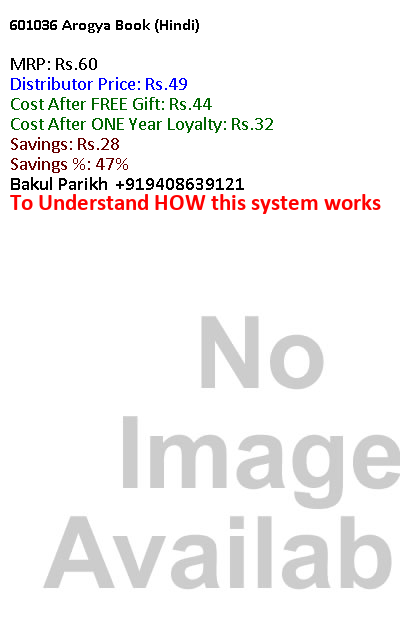 601036 Arogya Book (Hindi)
MRP: Rs.60
Distributor Price: Rs.49
Cost After FREE Gift: Rs.44
Cost After ONE Year Loyalty: Rs.32
Savings: Rs.28
Savings %: 47%
Bakul Parikh +919408639121
To Understand HOW this system works
No
Image
Availab